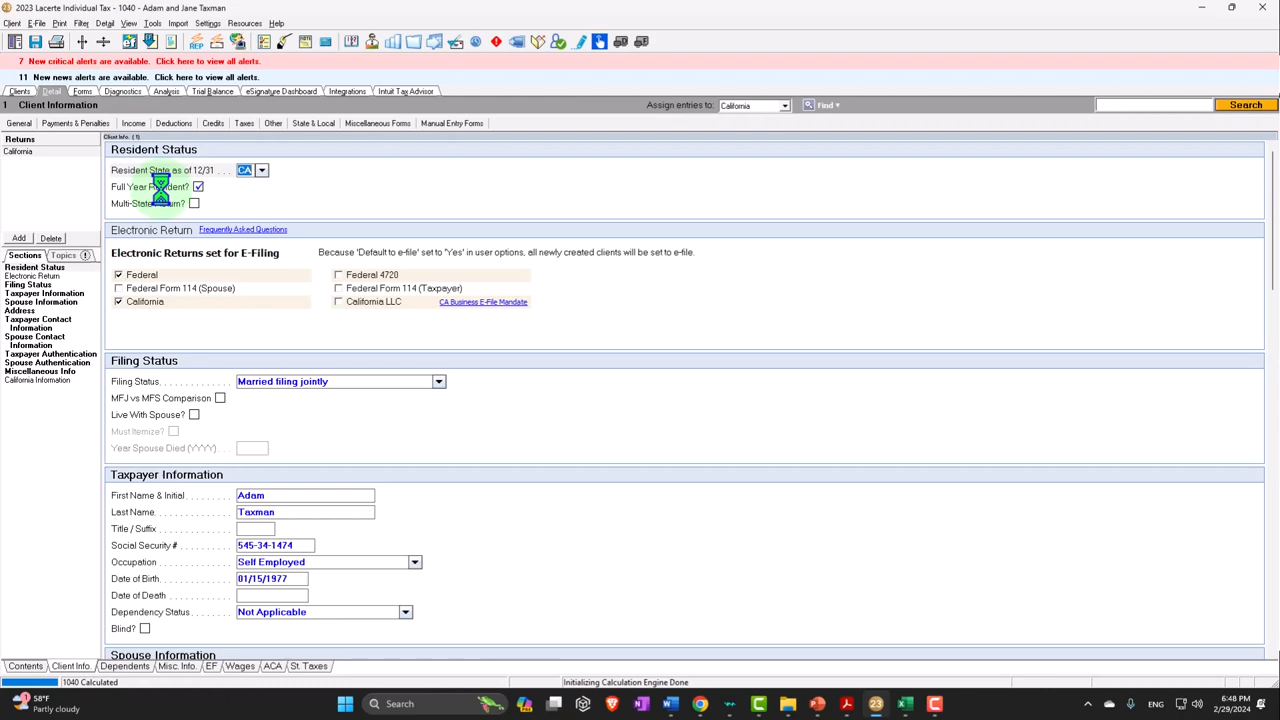 2023 Lacerte Individual Tax - 1040 - Adam and Jane Taxman
Client E-File Print Filter Detail View Tools Import Settings Resources Help
7 New critical alerts are available. Click here to view all alerts.
11 New news alerts are available. Click here to view all alerts.
Clients Detail Forms Diagnostics Analysis Trial Balance eSignature Dashboard Integrations Intuit Tax Advisor
1 Client Information Assign entries to: California Find Search
General Payments & Penalties Income Deductions Credits Taxes Other State & Local Miscellaneous Forms Manual Entry Forms
Returns
California
Add Delete
Sections Topics
Resident Status
Electronic Return
Filing Status
Taxpayer Information
Spouse Information
Address
Taxpayer Contact
Information
Spouse Contact
Information
Taxpayer Authentication
Spouse Authentication
Miscellaneous Info
California Information
Client Info. (1)
Resident Status
Resident State as of 12/31 . . . CA
Full Year Resident?
Multi-State Return?
Electronic Return Frequently Asked Questions
Electronic Returns set for E-Filing Because 'Default to e-file' set to "Yes' in user options, all newly created clients will be set to e-file.
Federal Federal 4720
Federal Form 114 (Spouse) Federal Form 114 (Taxpayer)
California California LLC CA Business E-File Mandate
Filing Status
Filing Status. . . . . . . . . . . . . Married filing jointly
MFJ vs MFS Comparison
Live With Spouse?
Must Itemize?
Year Spouse Died (YYYY) . . .
Taxpayer Information
First Name & Initial . . . . . . . . Adam
Last Name. . . . . . . . . . . . . . Taxman
Title / Suffix . . . . . . . . . . . . .
Social Security # . . . . . . . . . . 545-34-1474
Occupation . . . . . . . . . . . . . Self Employed
Date of Birth . . . . . . . . . . . . 01/15/1977
Date of Death . . . . . . . . . . .
Dependency Status . . . . . . . . Not Applicable
Blind?
Spouse Information
Contents Client Info. Dependents Misc. Info. EF Wages ACA St. Taxes
1040 Calculated Initializing Calculation Engine Done
58°F
Partly cloudy
Search
ENG
6:48 PM
2/29/2024